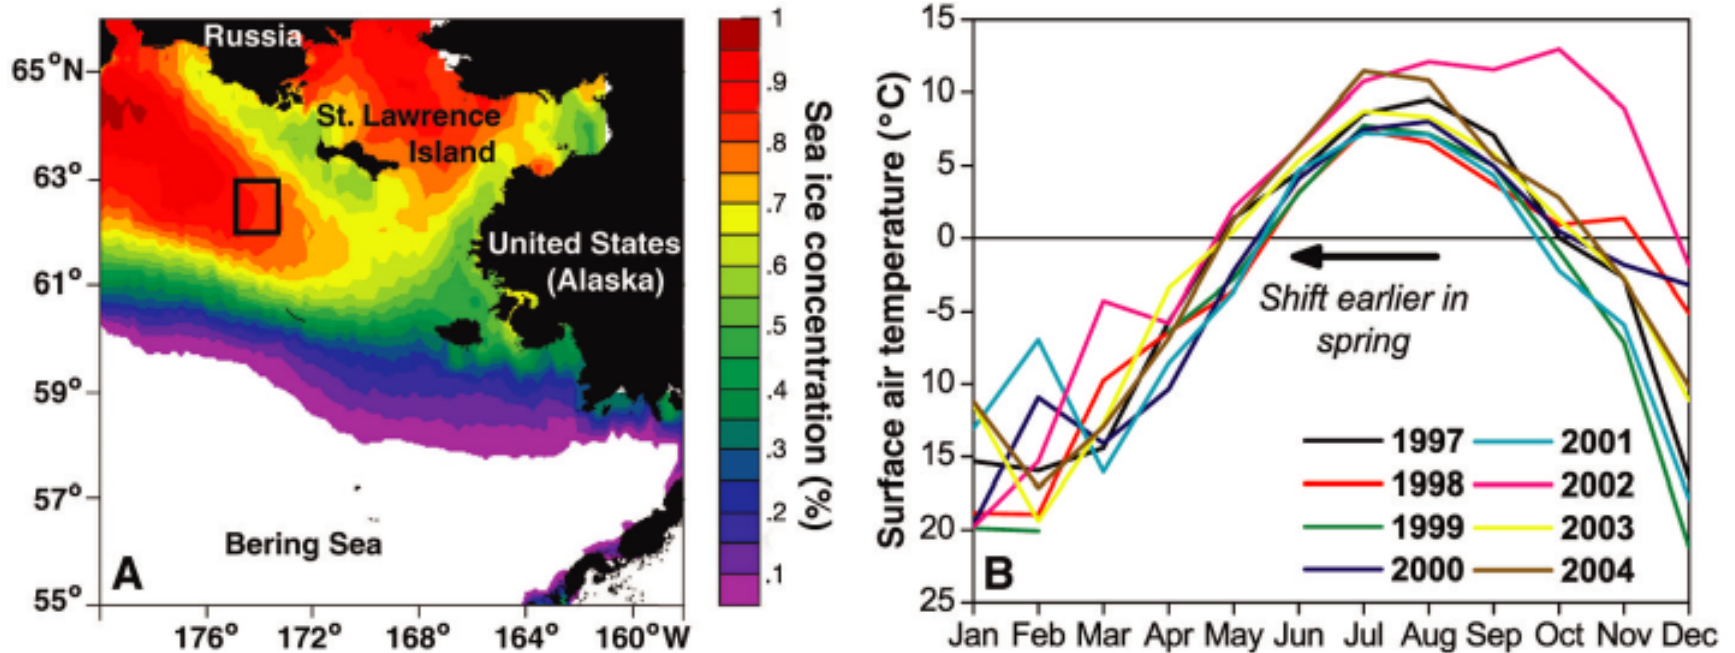 Russia
St. Lawrence
Island
United States
(Alaska)
Bering Sea
A
65°N
63°
61°
59°
57°
55°
176°
172°
168°
164°
160°W
1
.9
.8
.7
.6
.5
.4
.3
.2
.1
Sea ice concentration (%)
Surface air temperature (°C)
15
10
5
0
-5
10
15
20
25
Shift earlier in
spring
1997
2001
1998
2002
1999
2003
2000
2004
B
Jan Feb Mar Apr May Jun Jul Aug Sep Oct Nov Dec